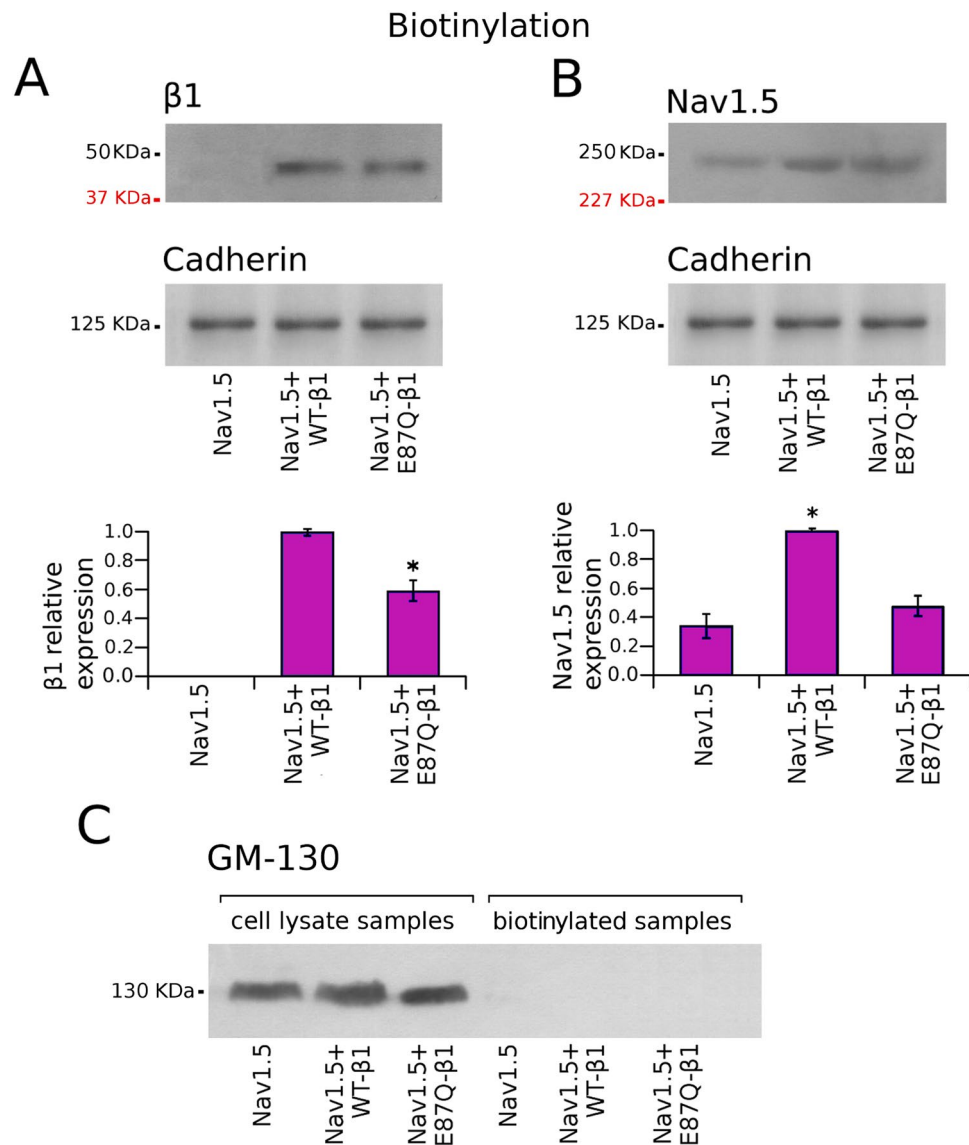 Biotinylation
A
β1
50 KDa
37 KDa
Cadherin
125 KDa
Nav1.5
Nav1.5+
WT-β1
Nav1.5+
E87Q-β1
β1 relative
expression
1.0
0.8
0.6
0.4
0.2
0.0
*
Nav1.5
Nav1.5+
WT-β1
Nav1.5+
E87Q-β1
B
Nav1.5
250 KDa
227 KDa
Cadherin
125 KDa
Nav1.5
Nav1.5+
WT-β1
Nav1.5+
E87Q-β1
Nav1.5 relative
expression
1.0
0.8
0.6
0.4
0.2
0.0
*
Nav1.5
Nav1.5+
WT-β1
Nav1.5+
E87Q-β1
C
GM-130
cell lysate samples
biotinylated samples
130 KDa
Nav1.5
Nav1.5+
WT-β1
Nav1.5+
E87Q-β1
Nav1.5
Nav1.5+
WT-β1
Nav1.5+
E87Q-β1